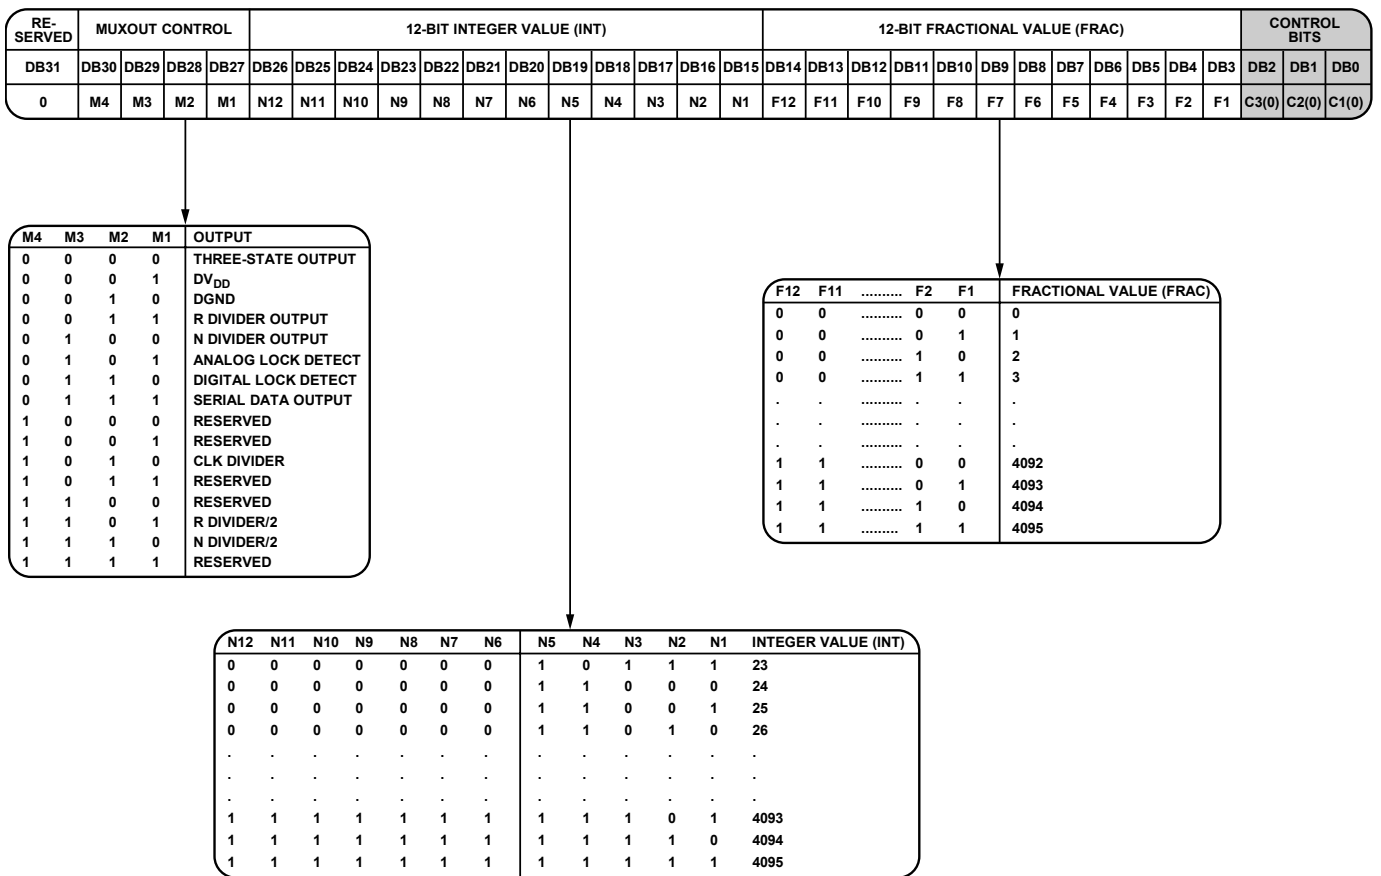 RE-
SERVED MUXOUT CONTROL 12-BIT INTEGER VALUE (INT) 12-BIT FRACTIONAL VALUE (FRAC) CONTROL
BITS
DB31 DB30 DB29 DB28 DB27 DB26 DB25 DB24 DB23 DB22 DB21 DB20 DB19 DB18 DB17 DB16 DB15 DB14 DB13 DB12 DB11 DB10 DB9 DB8 DB7 DB6 DB5 DB4 DB3 DB2 DB1 DB0
0 M4 M3 M2 M1 N12 N11 N10 N9 N8 N7 N6 N5 N4 N3 N2 N1 F12 F11 F10 F9 F8 F7 F6 F5 F4 F3 F2 F1 C3(0) C2(0) C1(0)
M4 M3 M2 M1 OUTPUT
0 0 0 0 THREE-STATE OUTPUT
0 0 0 1 DVDD
0 0 1 0 DGND
0 0 1 1 R DIVIDER OUTPUT
0 1 0 0 N DIVIDER OUTPUT
0 1 0 1 ANALOG LOCK DETECT
0 1 1 0 DIGITAL LOCK DETECT
0 1 1 1 SERIAL DATA OUTPUT
1 0 0 0 RESERVED
1 0 0 1 RESERVED
1 0 1 0 CLK DIVIDER
1 0 1 1 RESERVED
1 1 0 0 RESERVED
1 1 0 1 R DIVIDER/2
1 1 1 0 N DIVIDER/2
1 1 1 1 RESERVED
F12 F11 .......... F2 F1 FRACTIONAL VALUE (FRAC)
0 0 .......... 0 0 0
0 0 .......... 0 1 1
0 0 .......... 1 0 2
0 0 .......... 1 1 3
. . .......... . . .
. . .......... . . .
. . .......... . . .
1 1 .......... 0 0 4092
1 1 .......... 0 1 4093
1 1 .......... 1 0 4094
1 1 ......... 1 1 4095
N12 N11 N10 N9 N8 N7 N6 N5 N4 N3 N2 N1 INTEGER VALUE (INT)
0 0 0 0 0 0 0 1 0 1 1 1 23
0 0 0 0 0 0 0 1 1 0 0 0 24
0 0 0 0 0 0 0 1 1 0 0 1 25
0 0 0 0 0 0 0 1 1 0 1 0 26
. . . . . . . . . . . . .
. . . . . . . . . . . . .
. . . . . . . . . . . . .
1 1 1 1 1 1 1 1 1 1 0 1 4093
1 1 1 1 1 1 1 1 1 1 1 0 4094
1 1 1 1 1 1 1 1 1 1 1 1 4095